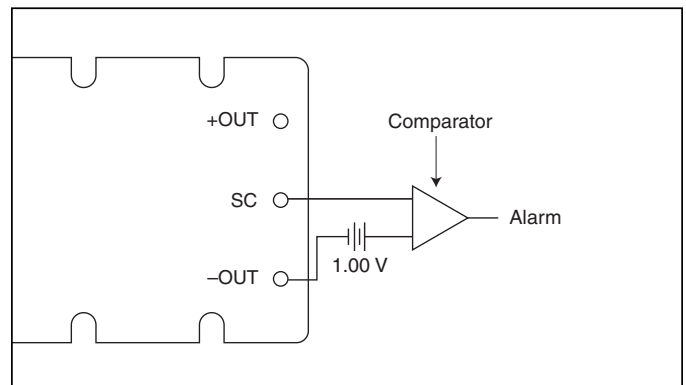 +OUT
Comparator
SC
Alarm
1.00 V
–OUT